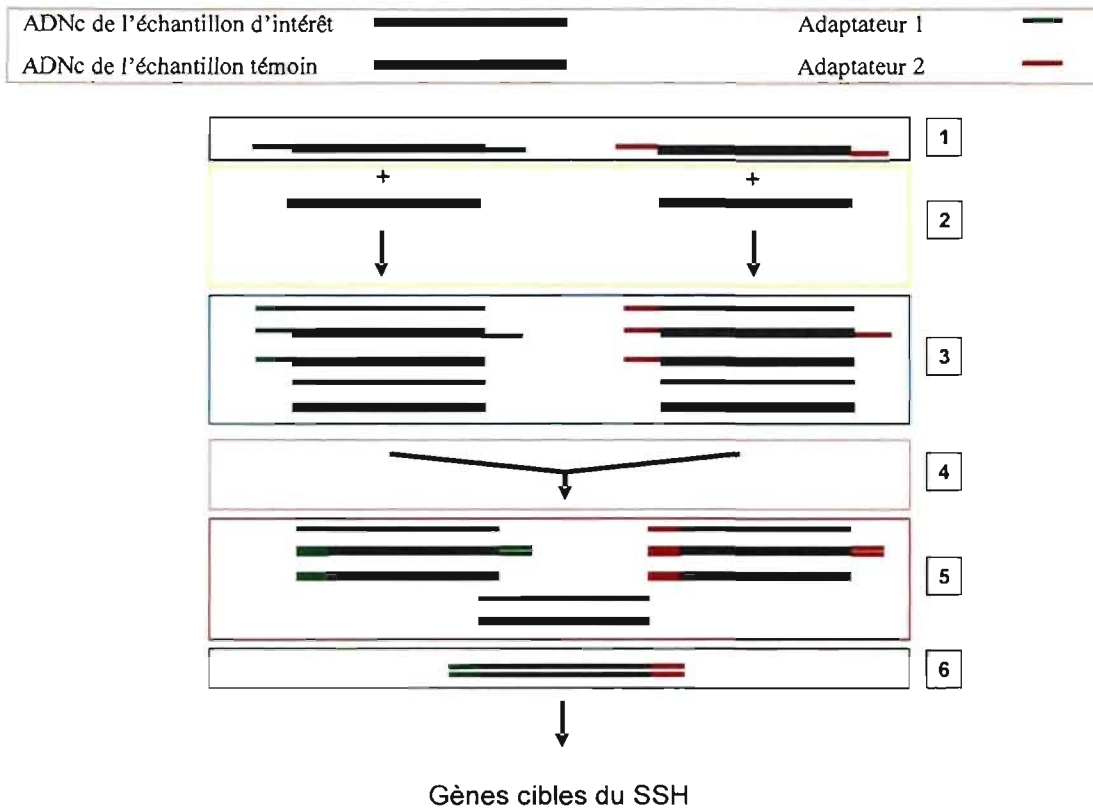 ADNc de l'échantillon d'intérêt
Adaptateur 1
ADNc de l'échantillon témoin
Adaptateur 2
1
+ +
2
3
4
5
6
Gènes cibles du SSH